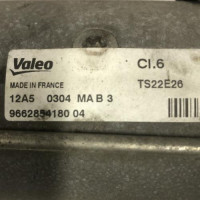 Valeo
CI.6
MADE IN FRANCE
TS22E26
12A5 0304 MA B 3
9662854180 04